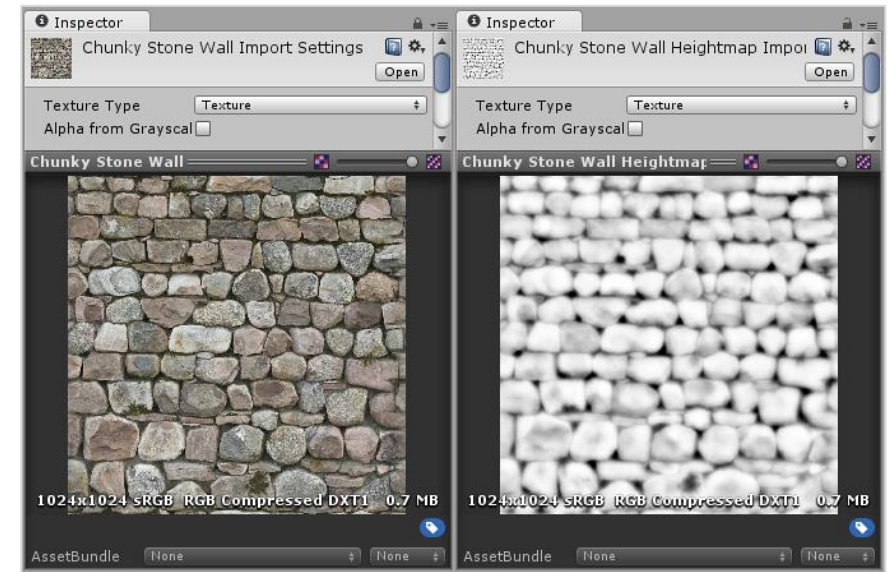 Inspector
Chunky Stone Wall Import Settings
Open
Texture Type Texture
Alpha from Grayscal
Chunky Stone Wall
1024x1024 sRGB RGB Compressed DXT1 0.7 MB
AssetBundle None None
Inspector
Chunky Stone Wall Heightmap Impor
Open
Texture Type Texture
Alpha from Grayscal
Chunky Stone Wall Heightmap
1024x1024 sRGB RGB Compressed DXT1 0.7 MB
AssetBundle None None